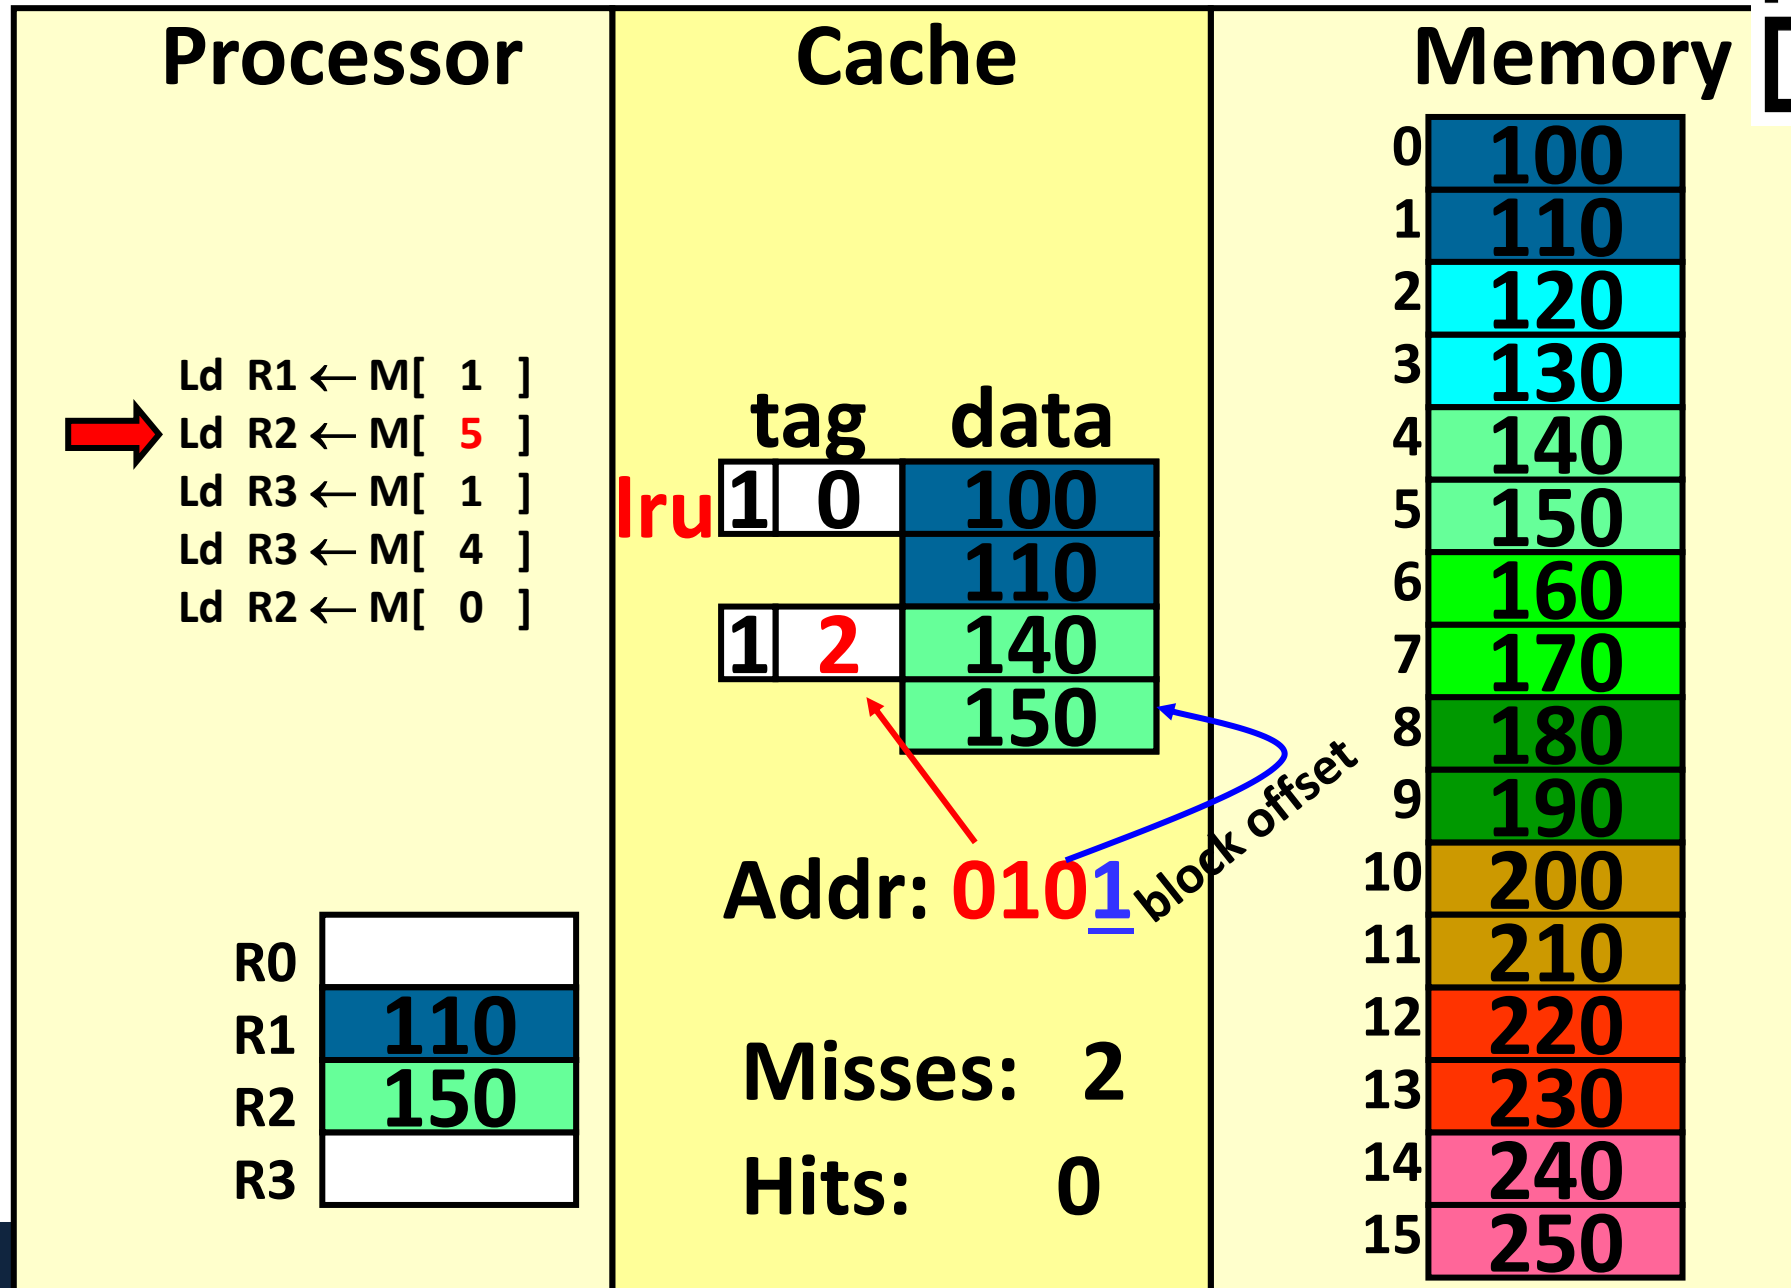 Processor
Ld R1 ← M[ 1 ]
Ld R2 ← M[ 5 ]
Ld R3 ← M[ 1 ]
Ld R3 ← M[ 4 ]
Ld R2 ← M[ 0 ]
R0
R1 110
R2 150
R3
Cache
tag data
lru 1 0 100
110
1 2 140
150
Addr: 0101
block offset
Misses: 2
Hits: 0
Memory
0 100
1 110
2 120
3 130
4 140
5 150
6 160
7 170
8 180
9 190
10 200
11 210
12 220
13 230
14 240
15 250